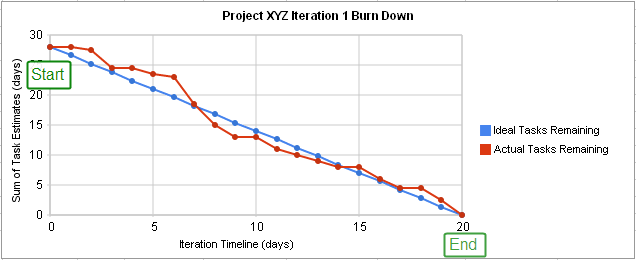 Project XYZ Iteration 1 Burn Down
30
Start
20
15
10
5
0
Sum of Task Estimates (days)
0
5
10
15
20
Iteration Timeline (days)
End
Ideal Tasks Remaining
Actual Tasks Remaining